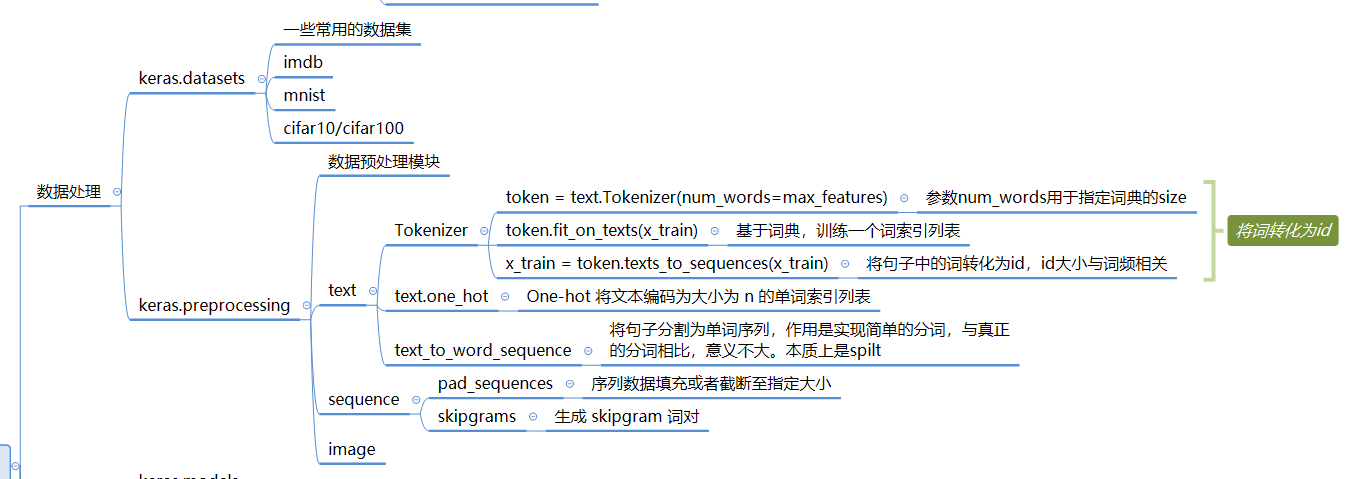 一些常用的数据集
imdb
keras.datasets
mnist
cifar10/cifar100
数据预处理模块
数据处理
token = text.Tokenizer(num_words=max_features)
参数num_words用于指定词典的size
Tokenizer
token.fit_on_texts(x_train)
基于词典，训练一个词索引列表
将词转化为id
x_train = token.texts_to_sequences(x_train)
将句子中的词转化为id，id大小与词频相关
text
keras.preprocessing
text.one_hot
One-hot 将文本编码为大小为 n 的单词索引列表
text_to_word_sequence
将句子分割为单词序列，作用是实现简单的分词，与真正
的分词相比，意义不大。本质上是spilt
sequence
pad_sequences
序列数据填充或者截断至指定大小
skipgrams
生成 skipgram 词对
image